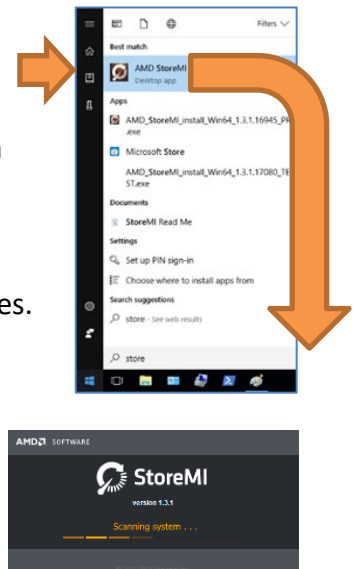 Filters
Best match
AMD StoreMI
Desktop app
Apps
AMD_StoreMI_install_Win64_1.3.1.16945_PR
.exe
Microsoft Store
AMD_StoreMI_install_Win64_1.3.1.17080_TE
ST.exe
Documents
StoreMI Read Me
Settings
Set up PIN sign-in
Choose where to install apps from
es.
Search suggestions
store - See web results
store
AMD SOFTWARE
StoreMI
version 1.3.1
Scanning system . . .